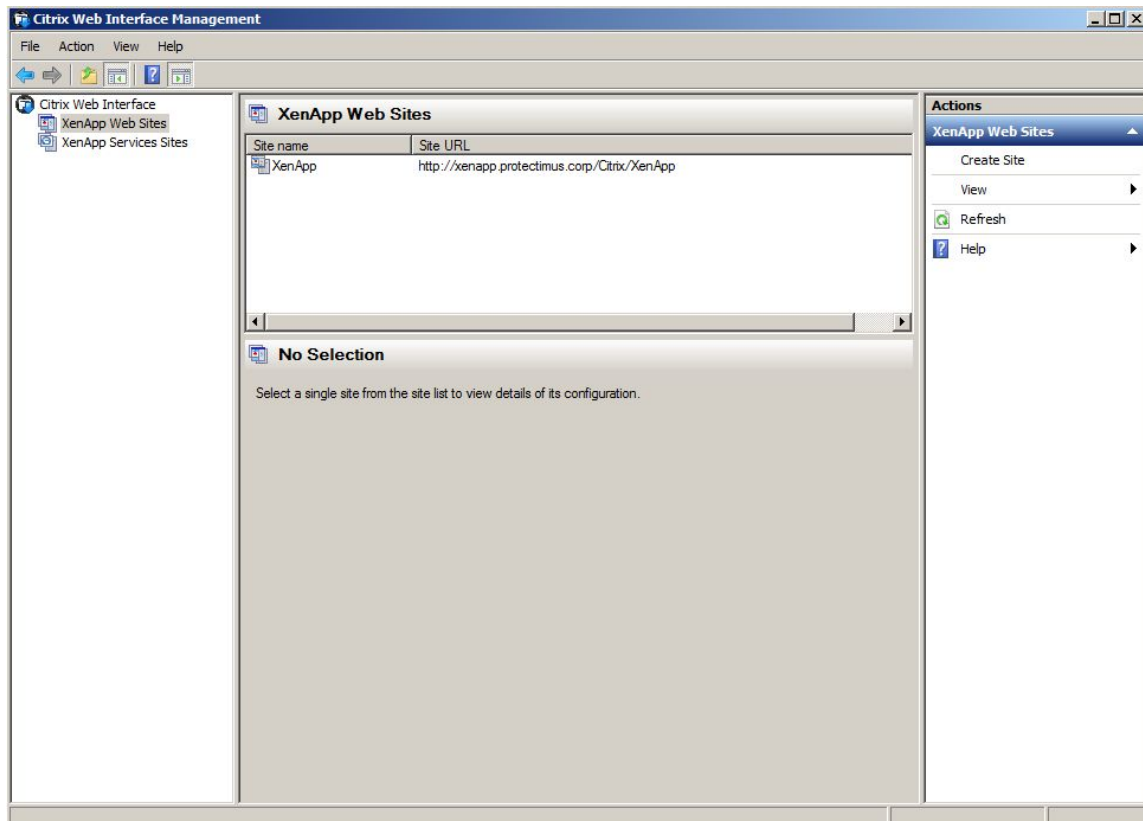 Citrix Web Interface Management
File Action View Help
Citrix Web Interface
XenApp Web Sites
XenApp Services Sites
XenApp Web Sites
Site name Site URL
XenApp http://xenapp.protectimus.corp/Citrix/XenApp
No Selection
Select a single site from the site list to view details of its configuration.
Actions
XenApp Web Sites
Create Site
View
Refresh
Help